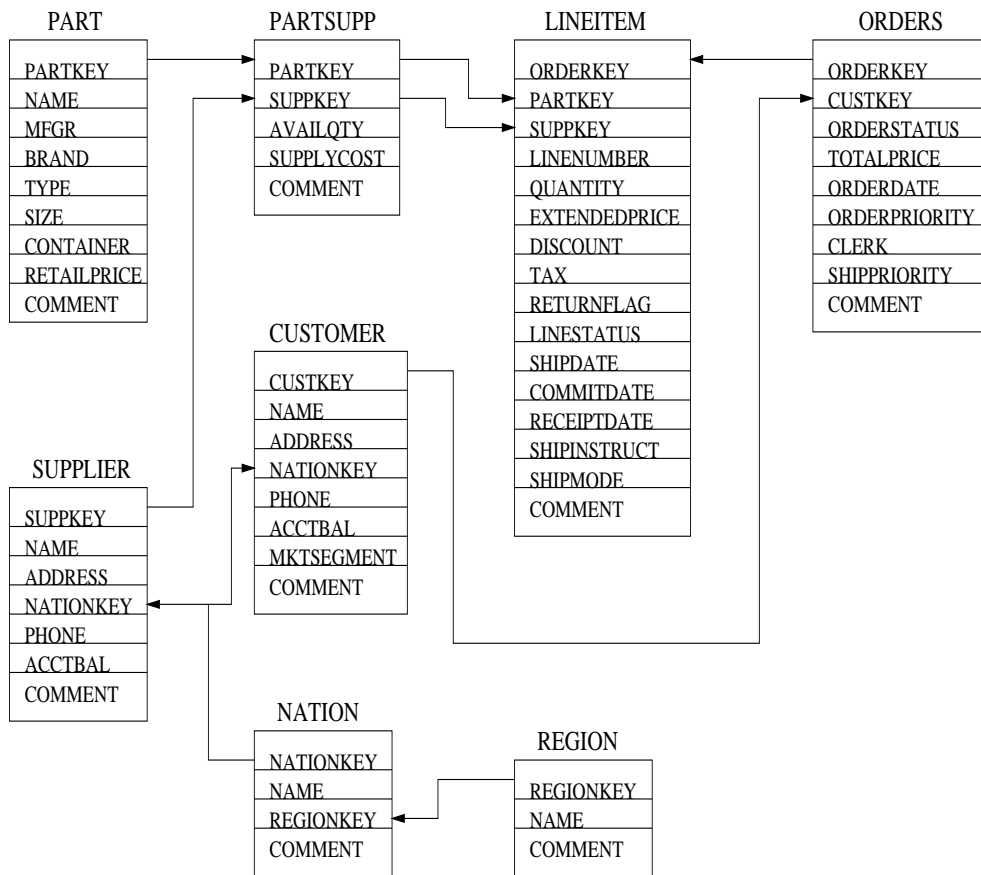 PART
PARTKEY
NAME
MFGR
BRAND
TYPE
SIZE
CONTAINER
RETAILPRICE
COMMENT
PARTSUPP
PARTKEY
SUPPKEY
AVAILQTY
SUPPLYCOST
COMMENT
LINEITEM
ORDERKEY
PARTKEY
SUPPKEY
LINENUMBER
QUANTITY
EXTENDEDPRICE
DISCOUNT
TAX
RETURNFLAG
LINESTATUS
SHIPDATE
COMMITDATE
RECEIPTDATE
SHIPINSTRUCT
SHIPMODE
COMMENT
ORDERS
ORDERKEY
CUSTKEY
ORDERSTATUS
TOTALPRICE
ORDERDATE
ORDERPRIORITY
CLERK
SHIPPRIORITY
COMMENT
CUSTOMER
CUSTKEY
NAME
ADDRESS
NATIONKEY
PHONE
ACCTBAL
MKTSEGMENT
COMMENT
SUPPLIER
SUPPKEY
NAME
ADDRESS
NATIONKEY
PHONE
ACCTBAL
COMMENT
NATION
NATIONKEY
NAME
REGIONKEY
COMMENT
REGION
REGIONKEY
NAME
COMMENT